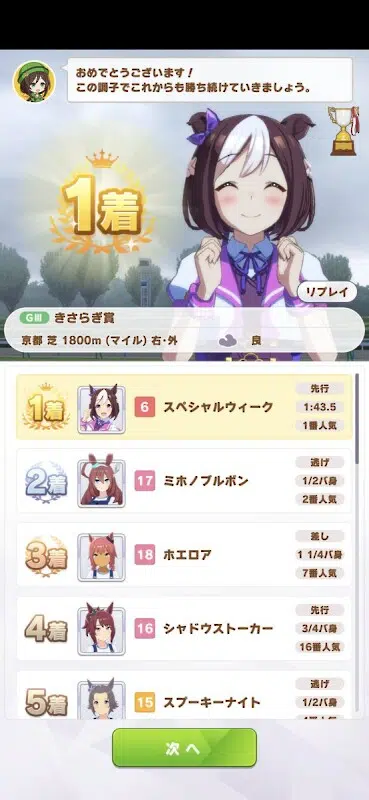 おめでとうございます！
この調子でこれからも勝ち続けていきましょう。
1着
リプレイ
GⅢ きさらぎ賞
京都 芝 1800m (マイル) 右・外 良
1着 6 スペシャルウィーク
先行
1:43.5
1番人気
2着 17 ミホノブルボン
逃げ
1/2バ身
2番人気
3着 18 ホエロア
差し
1 1/4バ身
7番人気
4着 16 シャドウストーカー
先行
3/4バ身
16番人気
5着 15 スプーキーナイト
逃げ
1/2バ身
次へ